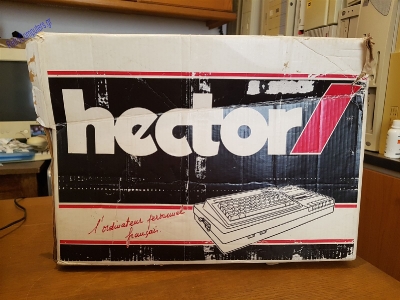 hector
l'ordinateur personnel
français